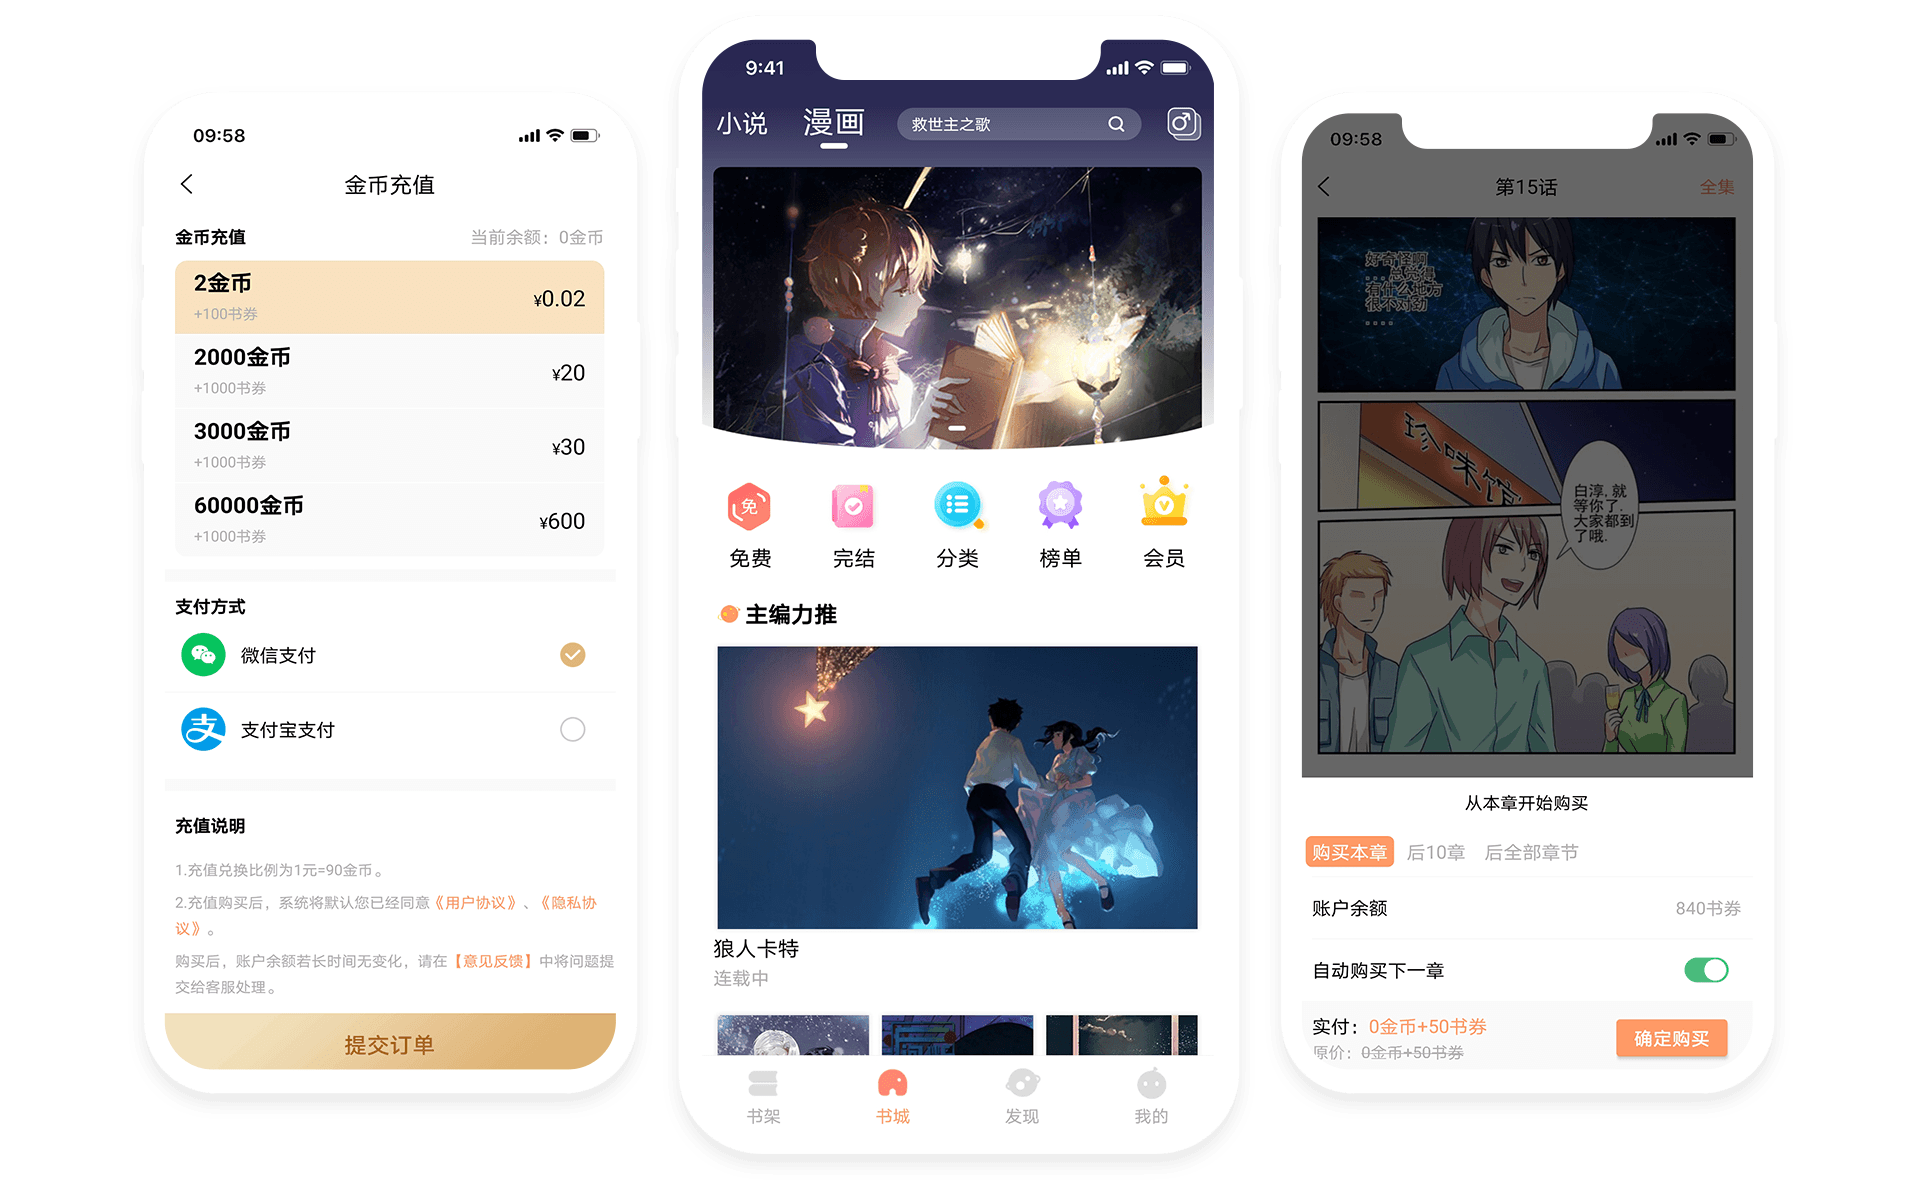 09:58
金币充值
金币充值
当前余额：0金币
2金币
+100书券
¥0.02
2000金币
+1000书券
¥20
3000金币
+1000书券
¥30
60000金币
+1000书券
¥600
支付方式
微信支付
支付宝支付
充值说明
1.充值兑换比例为1元=90金币。
2.充值购买后，系统将默认您已经同意《用户协议》、《隐私协
议》。
购买后，账户余额若长时间无变化，请在【意见反馈】中将问题提
交给客服处理。
提交订单
9:41
小说
漫画
救世主之歌
免
免费
完结
分类
榜单
会员
主编力推
狼人卡特
连载中
书架
书城
发现
我的
09:58
第15话
全集
好奇怪啊
....总觉得
有什么地方
很不对劲
....
珍味馆
白淳,就
等你了.
大家都到
了哦.
从本章开始购买
购买本章
后10章
后全部章节
账户余额
840书券
自动购买下一章
实付：0金币+50书券
原价：0金币+50书券
确定购买